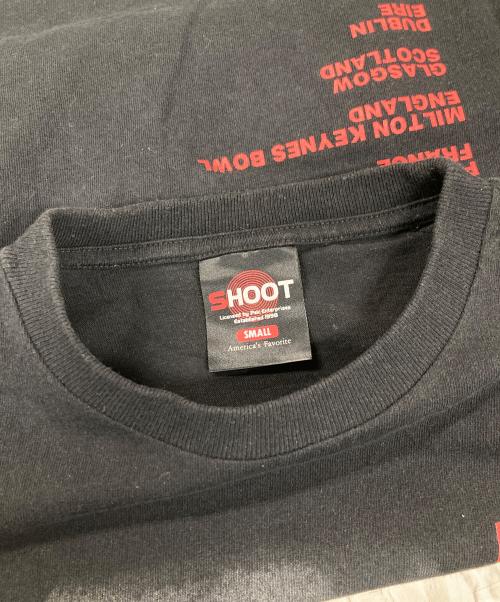 DUBLIN
EIRE
GLASGOW
SCOTLAND
MILTON KEYNES BOWL
ENGLAND
FRANCE
SHOOT
Licensed by Pac Enterprises
Established 1998
SMALL
America's Favorite